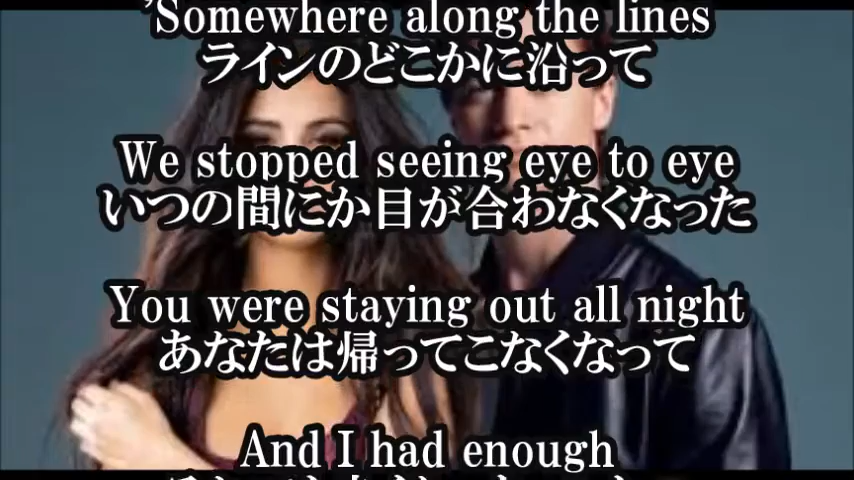 'Somewhere along the lines
ラインのどこかに沿って
We stopped seeing eye to eye
いつの間にか目が合わなくなった
You were staying out all night
あなたは帰ってこなくなって
And I had enough